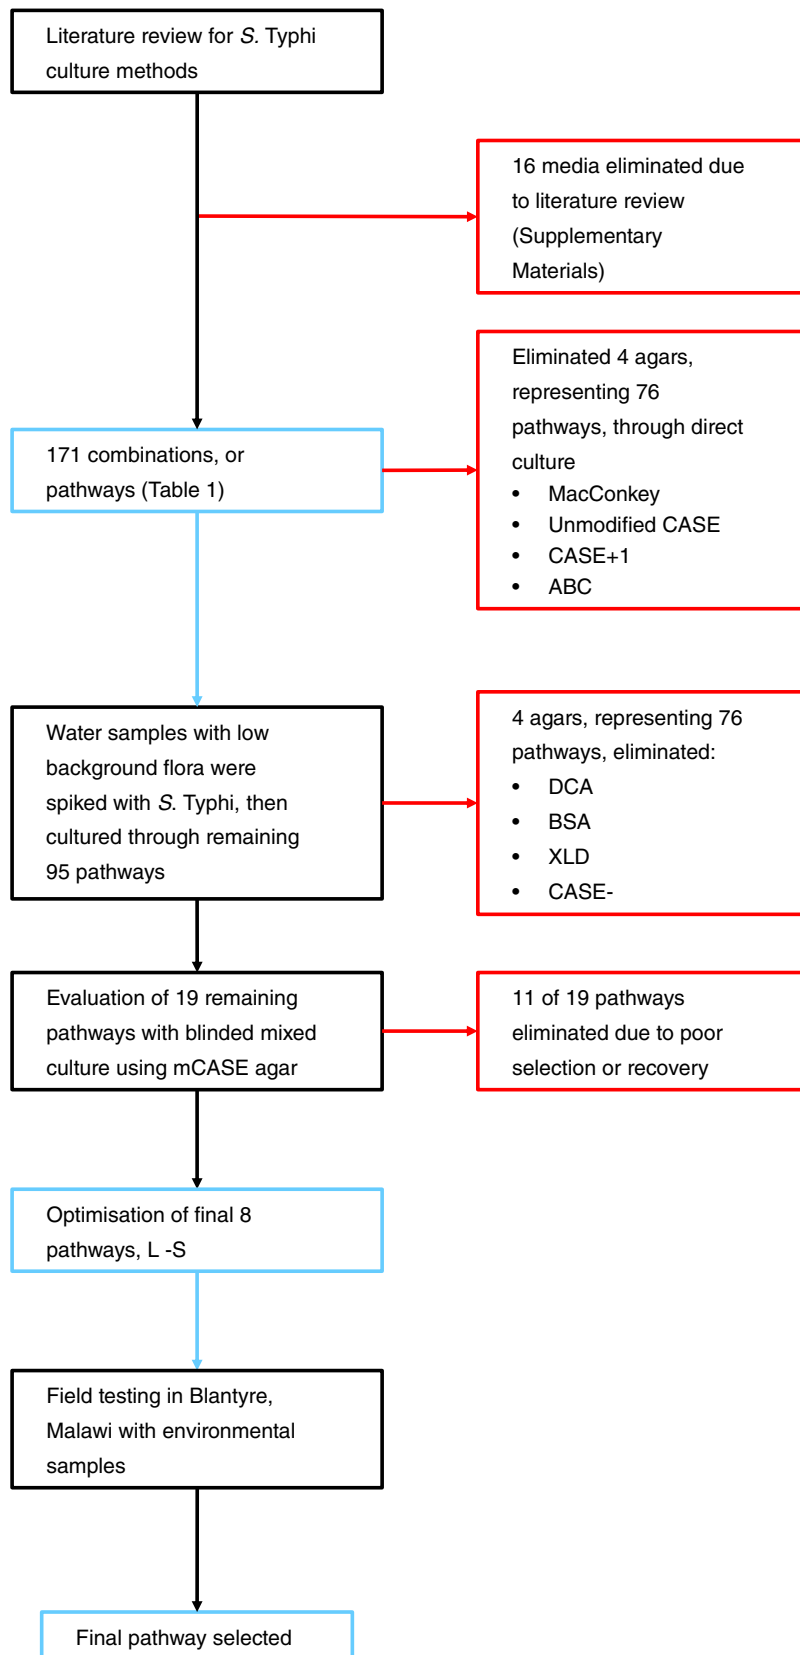 Literature review for S. Typhi
culture methods
16 media eliminated due
to literature review
(Supplementary
Materials)
Eliminated 4 agars,
representing 76
pathways, through direct
culture
• MacConkey
• Unmodified CASE
• CASE+1
• ABC
171 combinations, or
pathways (Table 1)
Water samples with low
background flora were
spiked with S. Typhi, then
cultured through remaining
95 pathways
4 agars, representing 76
pathways, eliminated:
• DCA
• BSA
• XLD
• CASE-
Evaluation of 19 remaining
pathways with blinded mixed
culture using mCASE agar
11 of 19 pathways
eliminated due to poor
selection or recovery
Optimisation of final 8
pathways, L -S
Field testing in Blantyre,
Malawi with environmental
samples
Final pathway selected